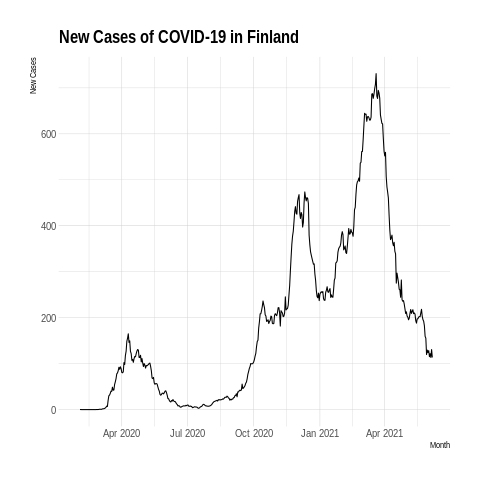 New Cases of COVID-19 in Finland
New Cases
600
400
200
0
Apr 2020 Jul 2020 Oct 2020 Jan 2021 Apr 2021
Month